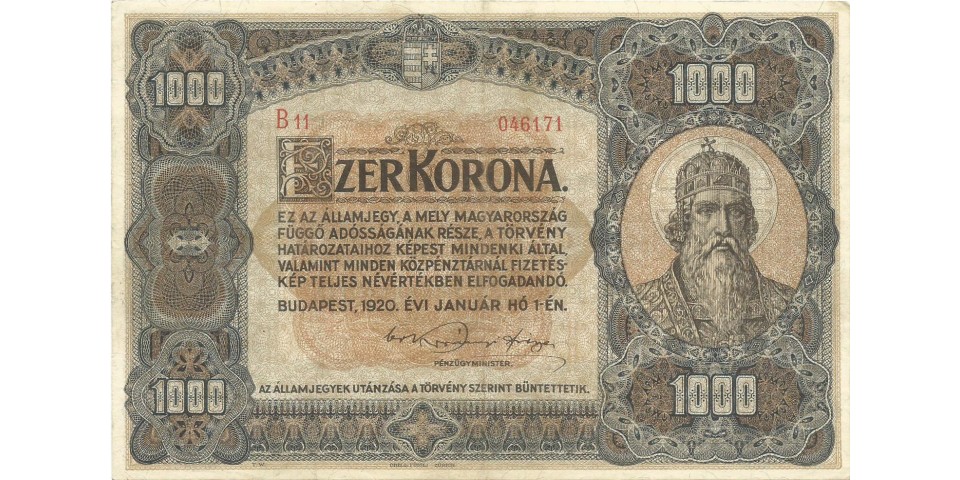 1000
1000
B 11
046171
EZER KORONA.
EZ AZ ÁLLAMJEGY, A MELY MAGYARORSZÁG
FÜGGŐ ADÓSSÁGÁNAK RÉSZE, A TÖRVÉNY
HATÁROZATAIHOZ KÉPEST MINDENKI ÁLTAL,
VALAMINT MINDEN KÖZPÉNZTÁRNÁL FIZETÉS-
KÉP TELJES NÉVÉRTÉKBEN ELFOGADANDÓ.
BUDAPEST, 1920. ÉVI JANUÁR HÓ 1-ÉN.
PÉNZÜGYMINISTER.
1000
1000
AZ ÁLLAMJEGYEK UTÁNZÁSA A TÖRVÉNY SZERINT BÜNTETTETIK.